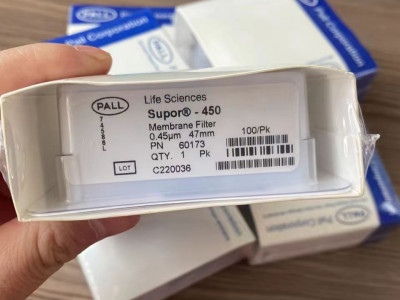 PALL
Pall Corporation
Pall Corporation
PALL
Life Sciences
Supor® - 450
Membrane Filter
0.45µm 47mm
100/Pk
PN 60173
QTY. 1 Pk
LOT
C220036
74586L
Pall Corporation